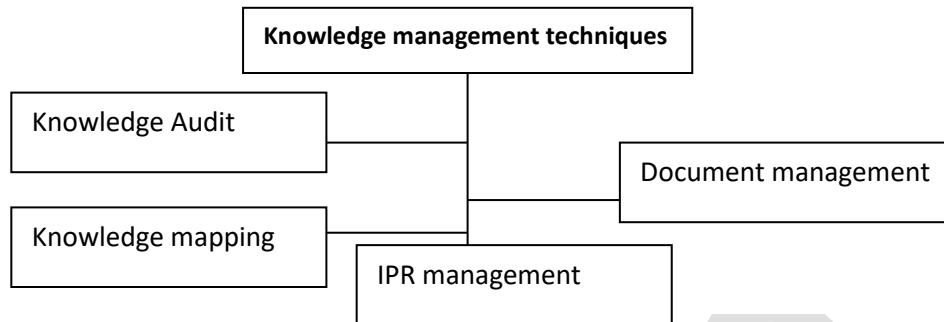 Knowledge management techniques
Knowledge Audit
Document management
Knowledge mapping
IPR management